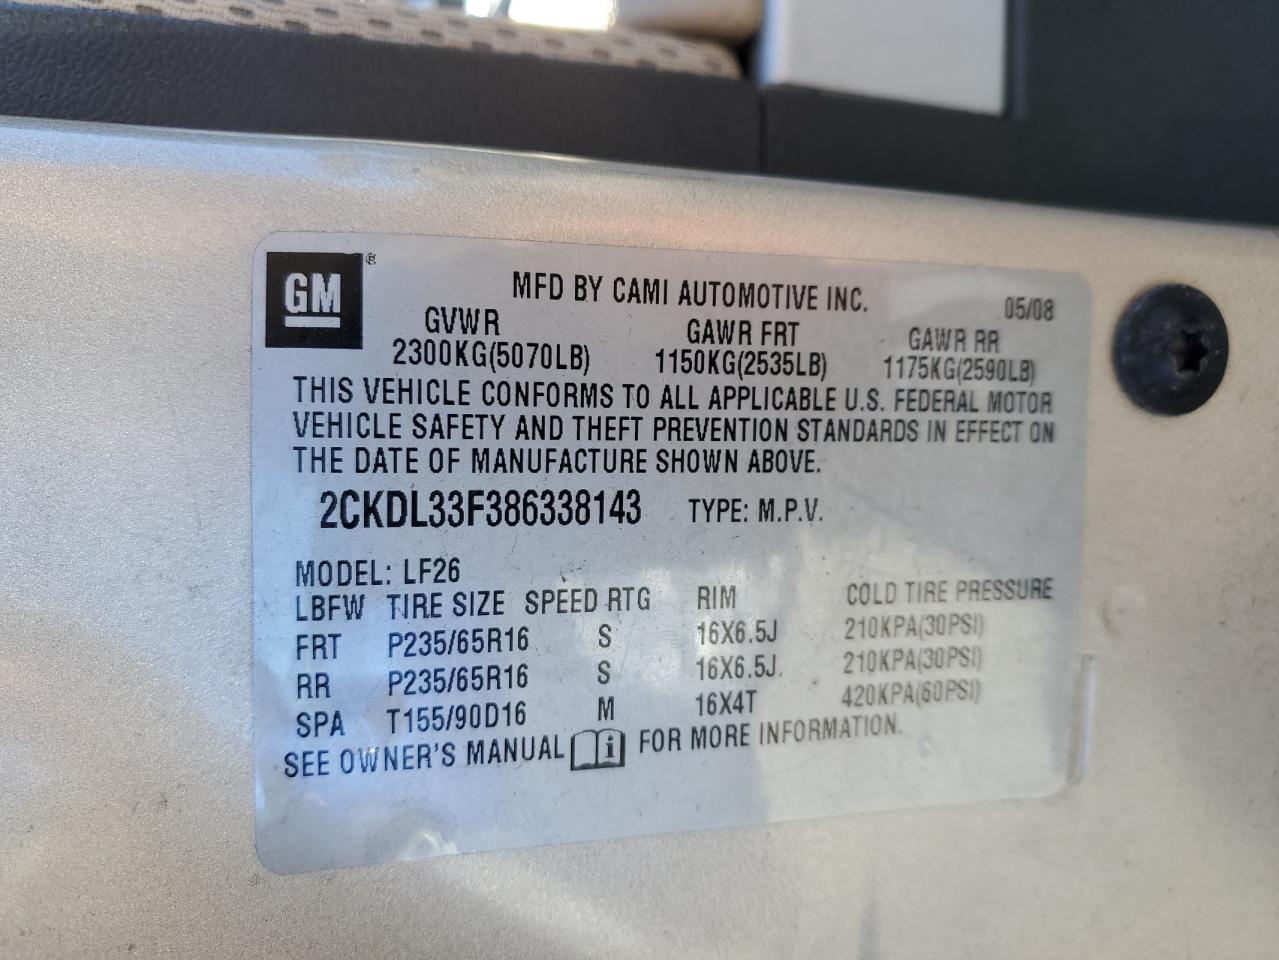 GM ®
MFD BY CAMI AUTOMOTIVE INC.
05/08
GVWR GAWR FRT GAWR RR
2300KG(5070LB) 1150KG(2535LB) 1175KG(2590LB)
THIS VEHICLE CONFORMS TO ALL APPLICABLE U.S. FEDERAL MOTOR
VEHICLE SAFETY AND THEFT PREVENTION STANDARDS IN EFFECT ON
THE DATE OF MANUFACTURE SHOWN ABOVE.
2CKDL33F386338143 TYPE: M.P.V.
MODEL: LF26
LBFW TIRE SIZE SPEED RTG RIM COLD TIRE PRESSURE
FRT P235/65R16 S 16X6.5J 210KPA(30PSI)
RR P235/65R16 S 16X6.5J 210KPA(30PSI)
SPA T155/90D16 M 16X4T 420KPA(60PSI)
SEE OWNER'S MANUAL i FOR MORE INFORMATION.